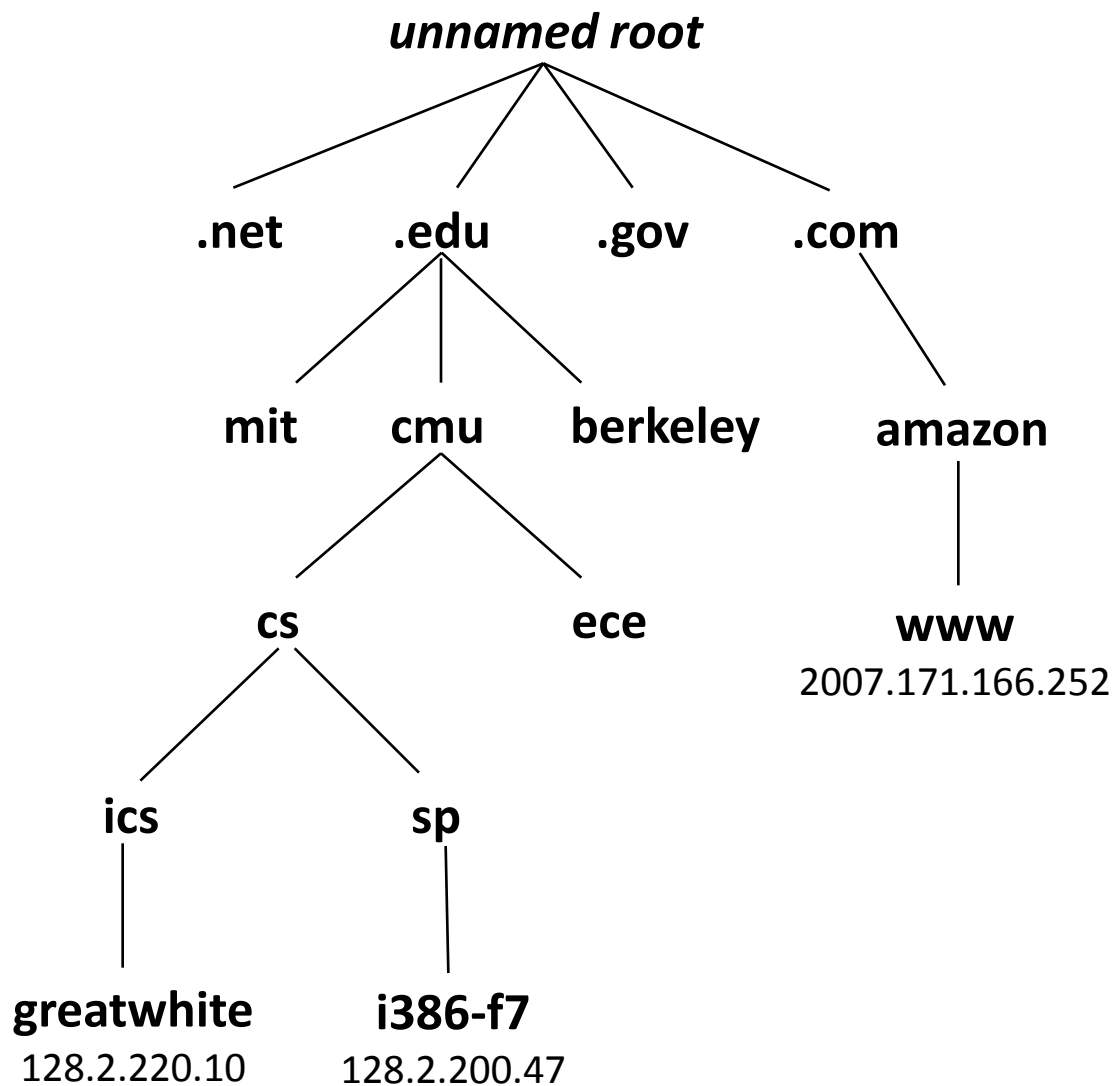 unnamed root
.net .edu .gov .com
mit cmu berkeley amazon
cs ece www
2007.171.166.252
ics sp
greatwhite i386-f7
128.2.220.10 128.2.200.47